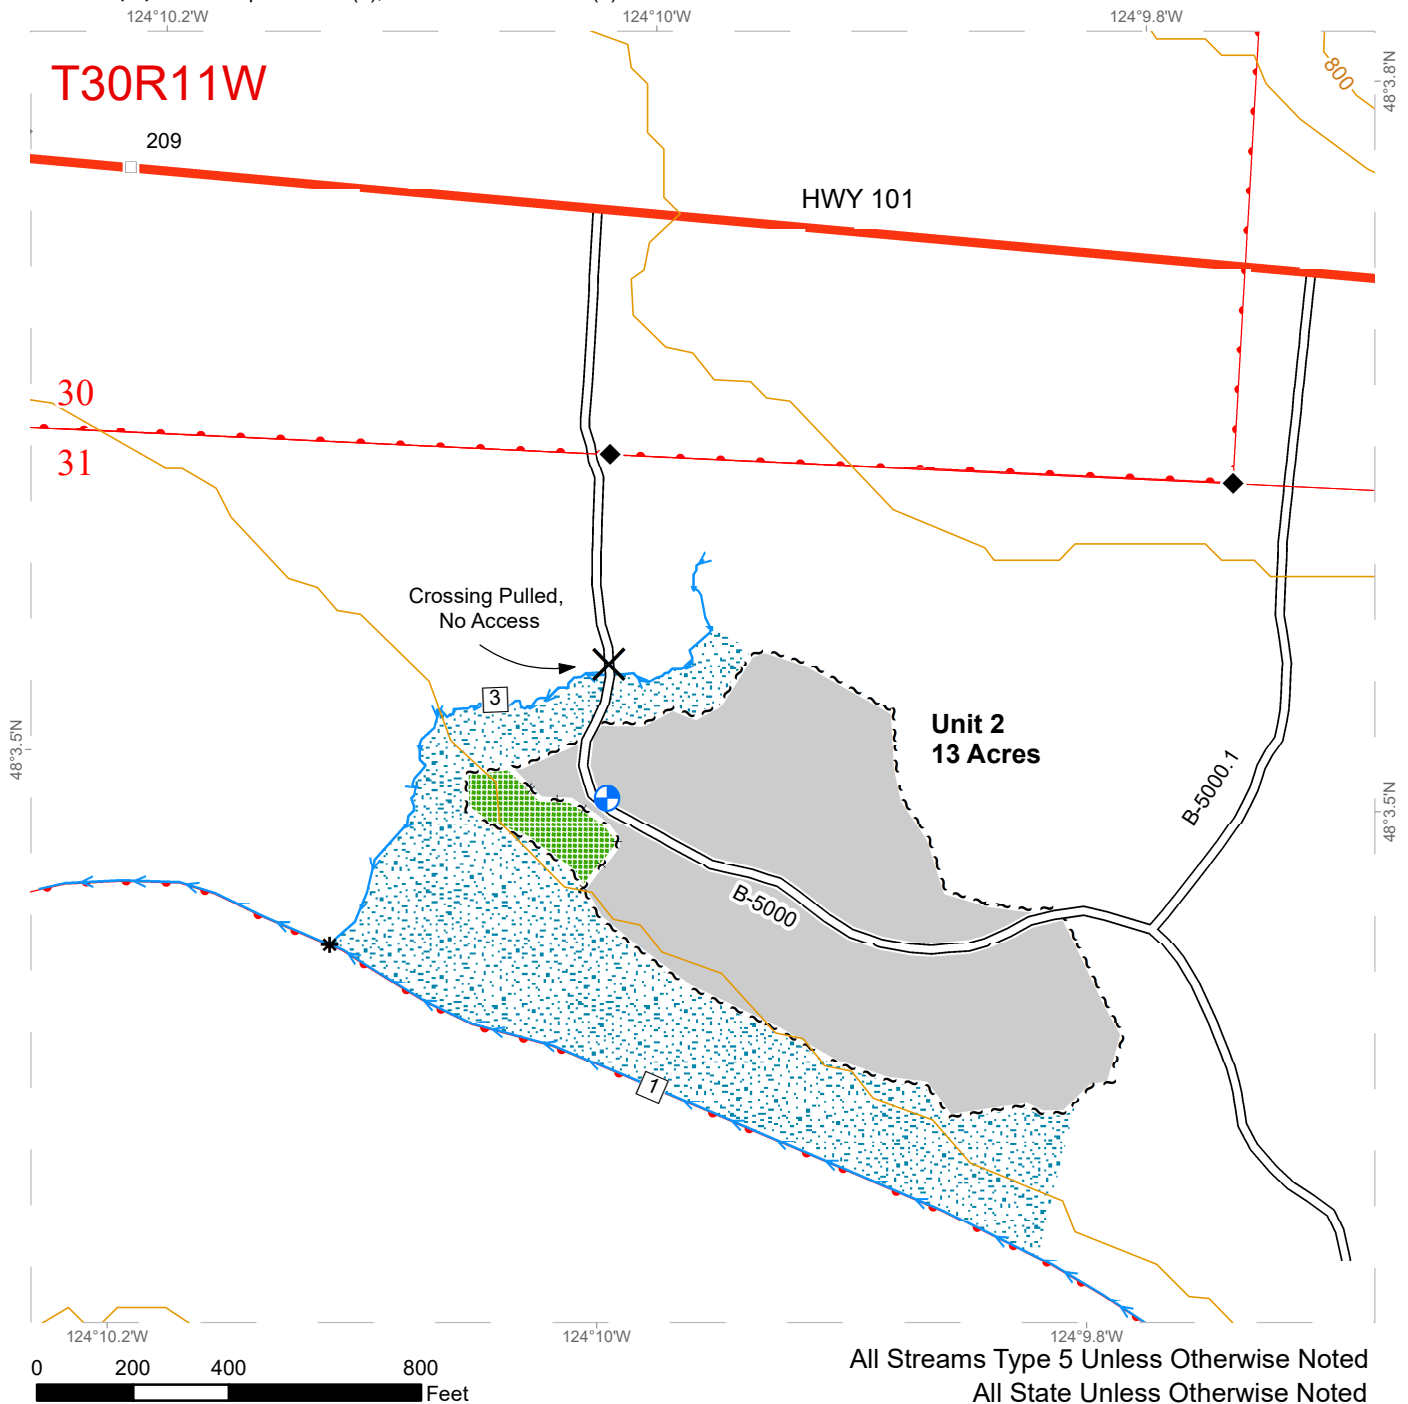 124°10.2'W
124°10'W
124°9.8'W
T30R11W
800
48°3.8'N
209
HWY 101
30
31
Crossing Pulled,
No Access
3
Unit 2
13 Acres
48°3.5'N
B-5000.1
48°3.5'N
B-5000
1
124°10.2'W
124°10'W
124°9.8'W
0
200
400
800
Feet
All Streams Type 5 Unless Otherwise Noted
All State Unless Otherwise Noted